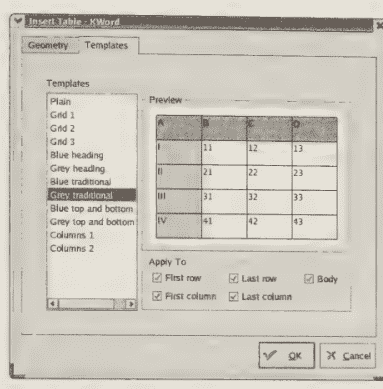 Insert Table - KWord
Geometry Templates
Templates
Plain
Grid 1
Grid 2
Grid 3
Blue heading
Grey heading
Blue traditional
Grey traditional
Blue top and bottom
Grey top and bottom
Columns 1
Columns 2
Preview
A B C D
I 11 12 13
II 21 22 23
III 31 32 33
IV 41 42 43
Apply To
First row Last row Body
First column Last column
OK Cancel